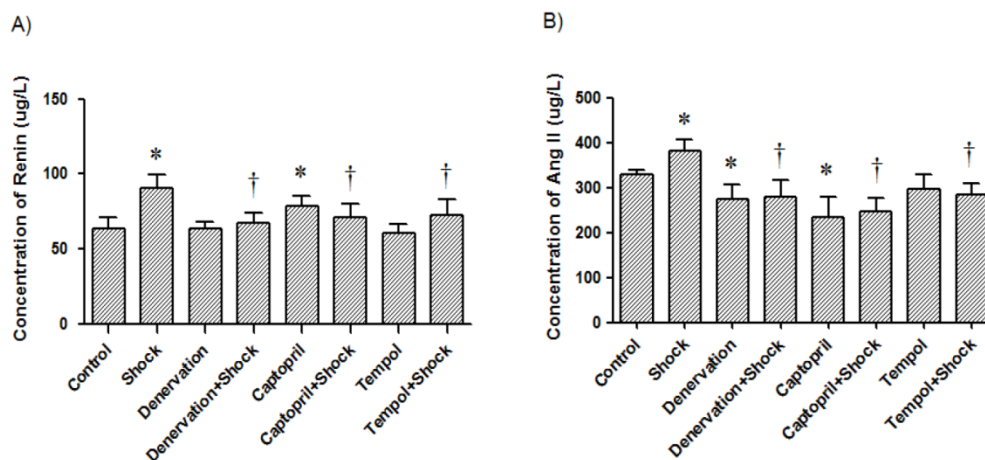 A)
Concentration of Renin (ug/L)
150
100
50
0
*
†
*
†
†
Control
Shock
Denervation
Denervation+Shock
Captopril
Captopril+Shock
Tempol
Tempol+Shock
B)
Concentration of Ang II (ug/L)
500
400
300
200
100
0
*
*
†
*
†
†
Control
Shock
Denervation
Denervation+Shock
Captopril
Captopril+Shock
Tempol
Tempol+Shock